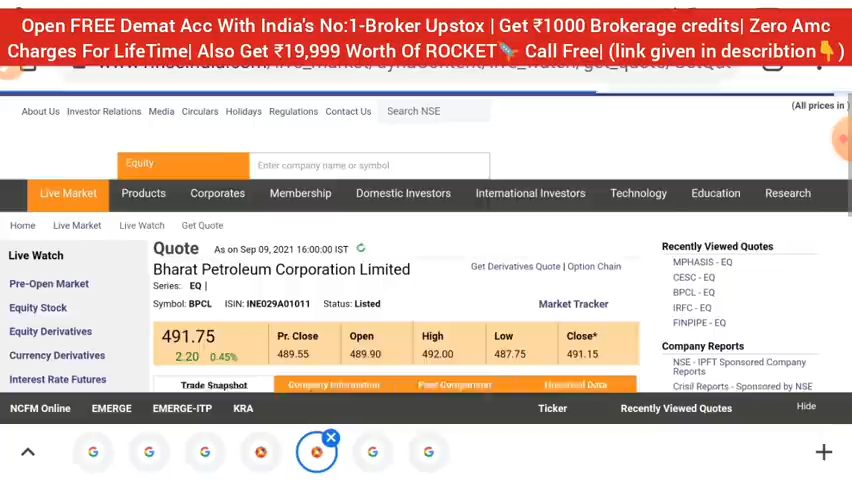 Open FREE Demat Acc With India's No:1-Broker Upstox | Get ₹1000 Brokerage credits| Zero Amc
Charges For LifeTime| Also Get ₹19,999 Worth Of ROCKET🚀 Call Free| (link given in describtion👇)
(All prices in
About Us Investor Relations Media Circulars Holidays Regulations Contact Us Search NSE
Equity Enter company name or symbol
Live Market Products Corporates Membership Domestic Investors International Investors Technology Education Research
Home Live Market Live Watch Get Quote
Live Watch
Pre-Open Market
Equity Stock
Equity Derivatives
Currency Derivatives
Interest Rate Futures
Quote As on Sep 09, 2021 16:00:00 IST
Bharat Petroleum Corporation Limited
Get Derivatives Quote | Option Chain
Series: EQ |
Symbol: BPCL ISIN: INE029A01011 Status: Listed
Market Tracker
491.75 Pr. Close Open High Low Close*
2.20 0.45% 489.55 489.90 492.00 487.75 491.15
Trade Snapshot Company Information Peer Comparison Historical Data
Recently Viewed Quotes
MPHASIS - EQ
CESC - EQ
BPCL - EQ
IRFC - EQ
FINPIPE - EQ
Company Reports
NSE - IPFT Sponsored Company
Reports
Crisil Reports - Sponsored by NSE
NCFM Online EMERGE EMERGE-ITP KRA Ticker Recently Viewed Quotes Hide